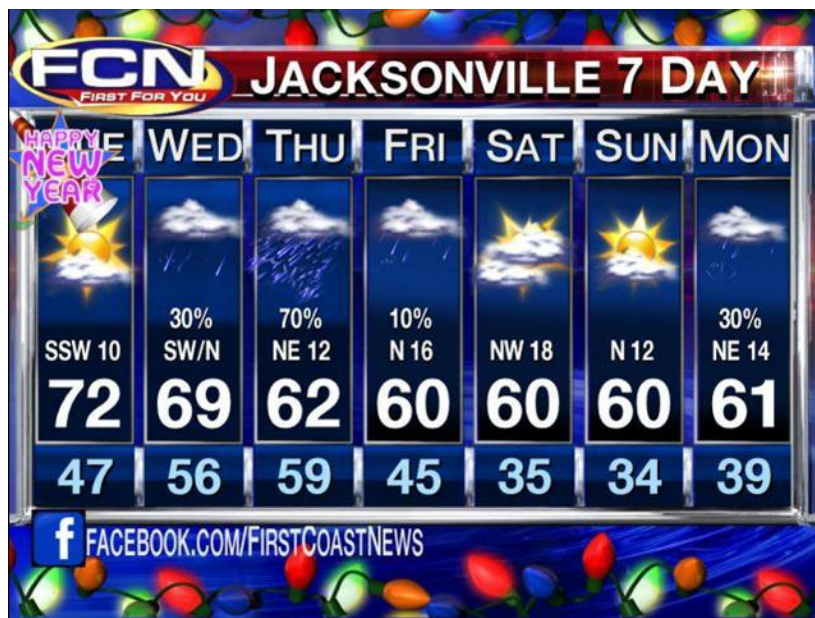 FCN
FIRST FOR YOU
JACKSONVILLE 7 DAY
HAPPY
NEW
YEAR
E WED THU FRI SAT SUN MON
30% 70% 10% 30%
SSW 10 SW/N NE 12 N 16 NW 18 N 12 NE 14
72 69 62 60 60 60 61
47 56 59 45 35 34 39
f FACEBOOK.COM/FIRSTCOASTNEWS